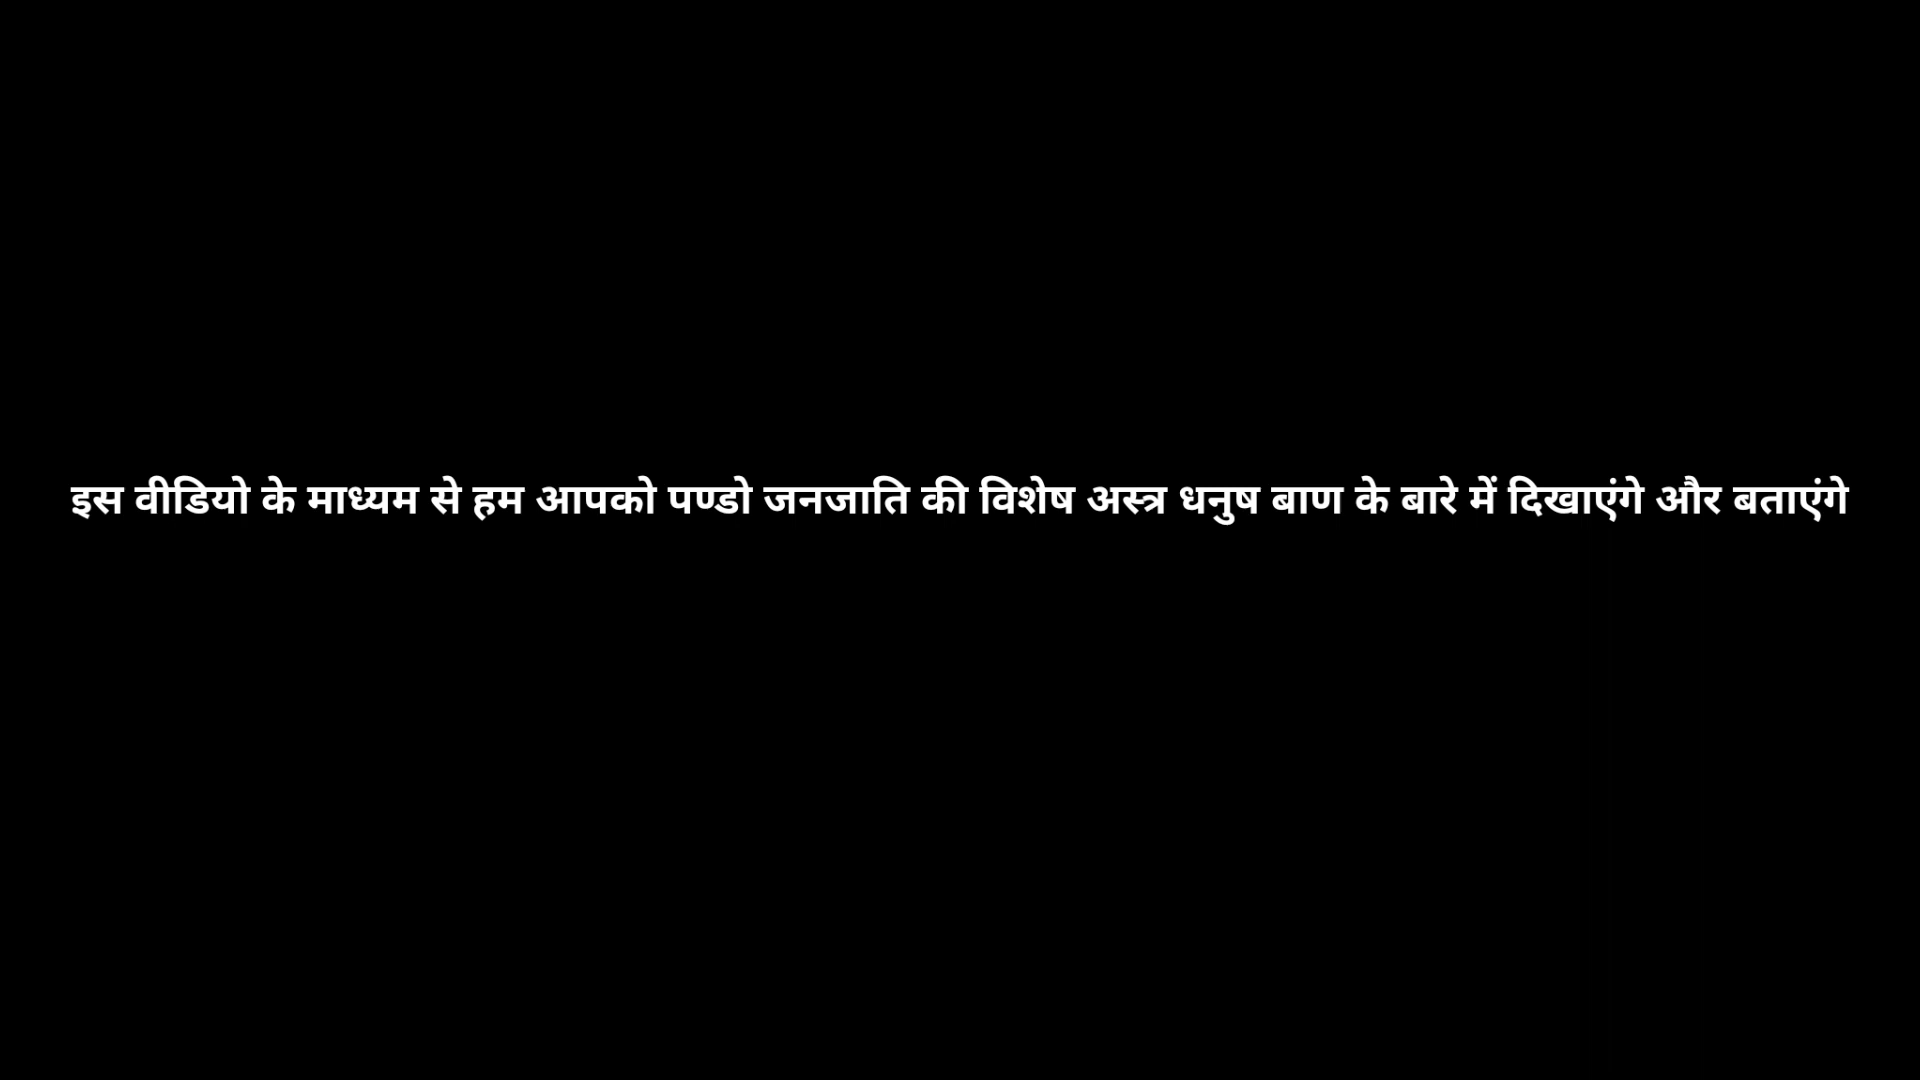 इस वीडियो के माध्यम से हम आपको पण्डो जनजाति की विशेष अस्त्र धनुष बाण के बारे में दिखाएंगे और बताएंगे